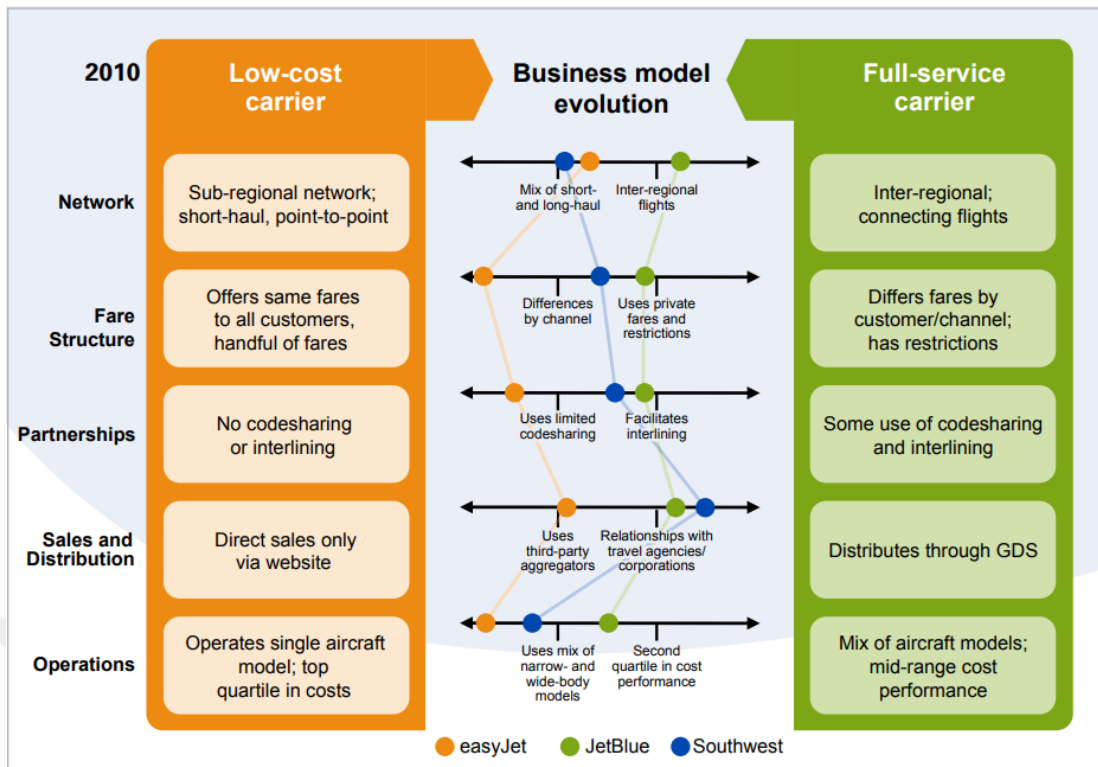 2010
Low-cost
carrier
Business model
evolution
Full-service
carrier
Network
Sub-regional network;
short-haul, point-to-point
Mix of short-
and long-haul
Inter-regional
flights
Inter-regional;
connecting flights
Fare
Structure
Offers same fares
to all customers,
handful of fares
Differences
by channel
Uses private
fares and
restrictions
Differs fares by
customer/channel;
has restrictions
Partnerships
No codesharing
or interlining
Uses limited
codesharing
Facilitates
interlining
Some use of codesharing
and interlining
Sales and
Distribution
Direct sales only
via website
Uses
third-party
aggregators
Relationships with
travel agencies/
corporations
Distributes through GDS
Operations
Operates single aircraft
model; top
quartile in costs
Uses mix of
narrow- and
wide-body
models
Second
quartile in cost
performance
Mix of aircraft models;
mid-range cost
performance
easyJet
JetBlue
Southwest